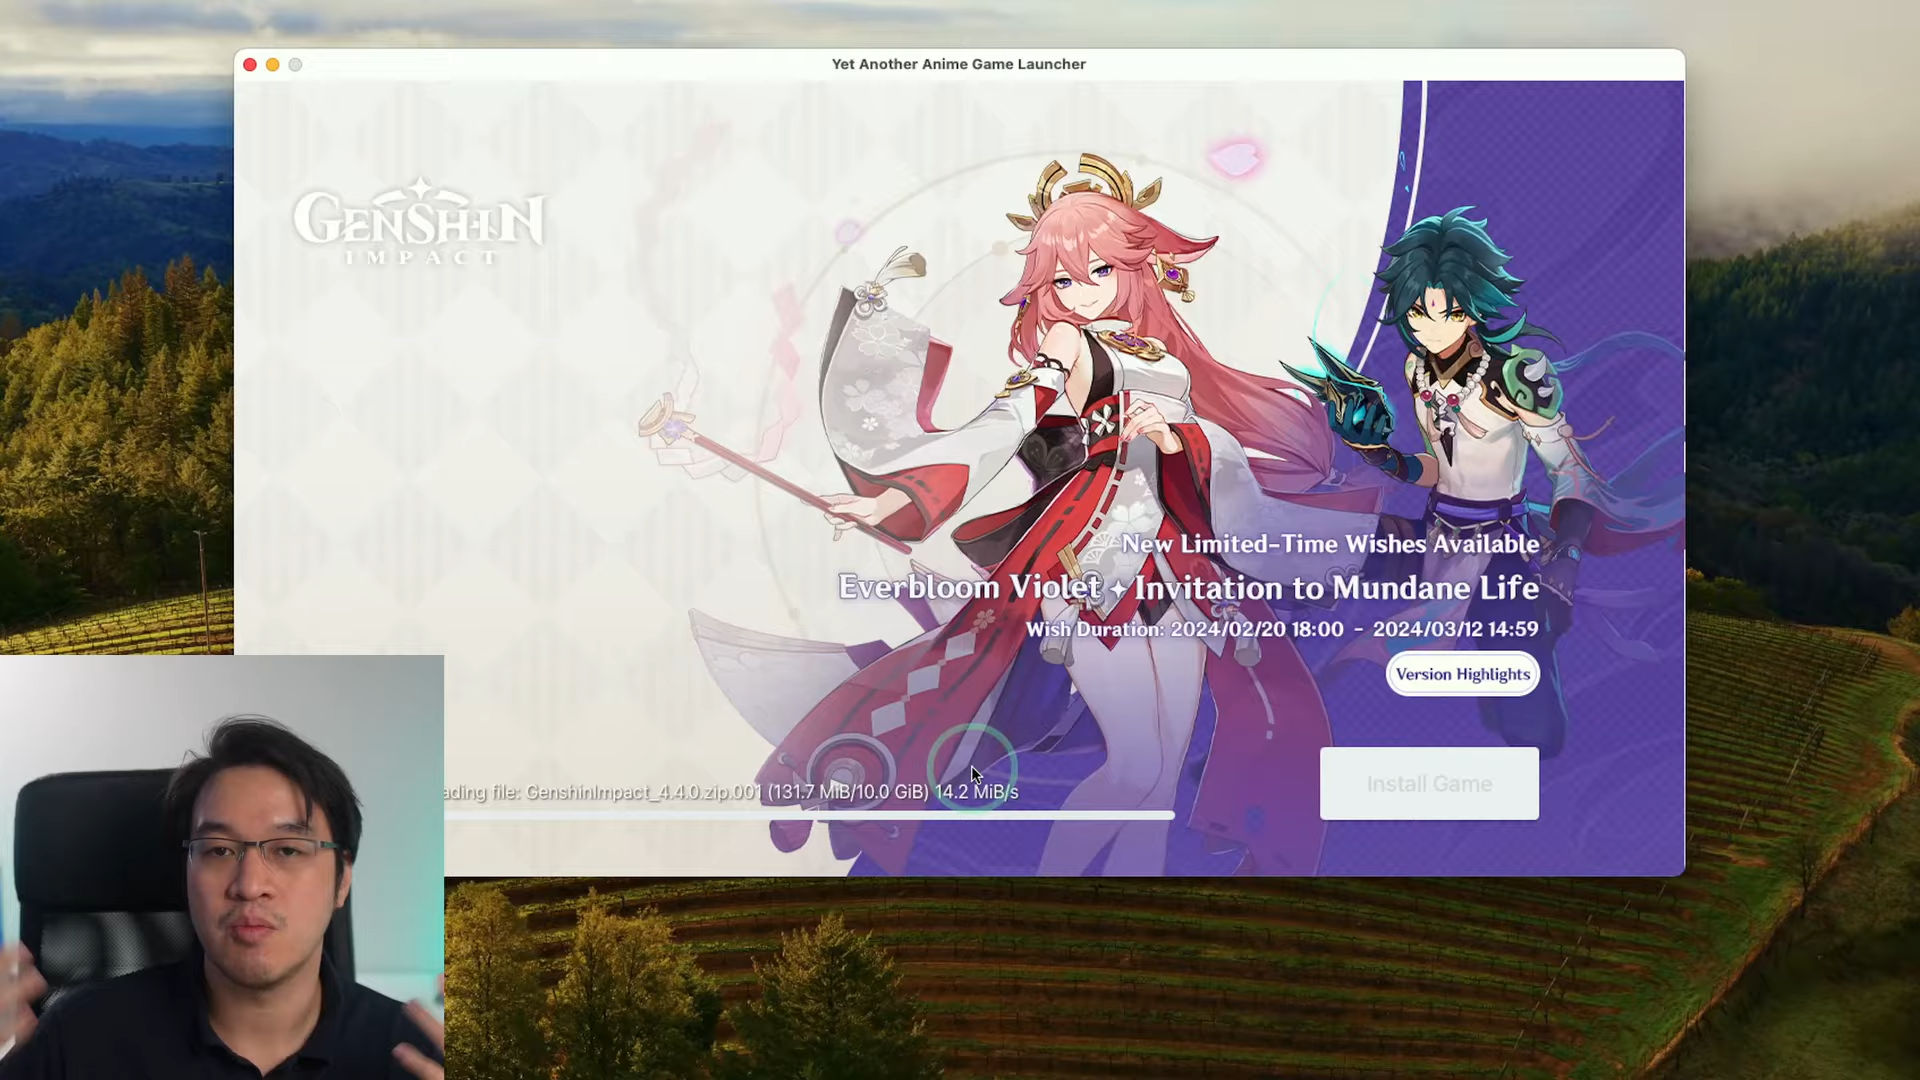 Yet Another Anime Game Launcher
GENSHIN
IMPACT
New Limited-Time Wishes Available
Everbloom Violet ✦ Invitation to Mundane Life
Wish Duration: 2024/02/20 18:00 - 2024/03/12 14:59
Version Highlights
ading file: GenshinImpact_4.4.0.zip.001 (131.7 MiB/10.0 GiB) 14.2 MiB/s
Install Game